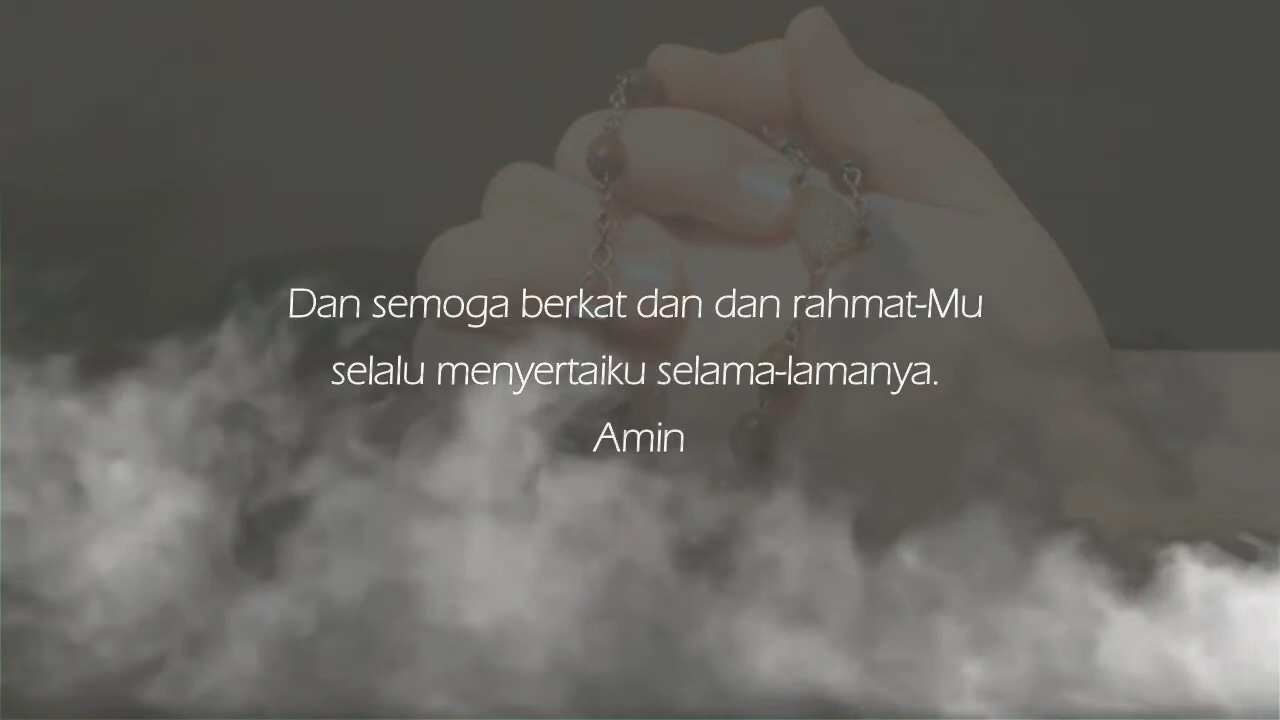 Dan semoga berkat dan dan rahmat-Mu
selalu menyertaiku selama-lamanya.
Amin